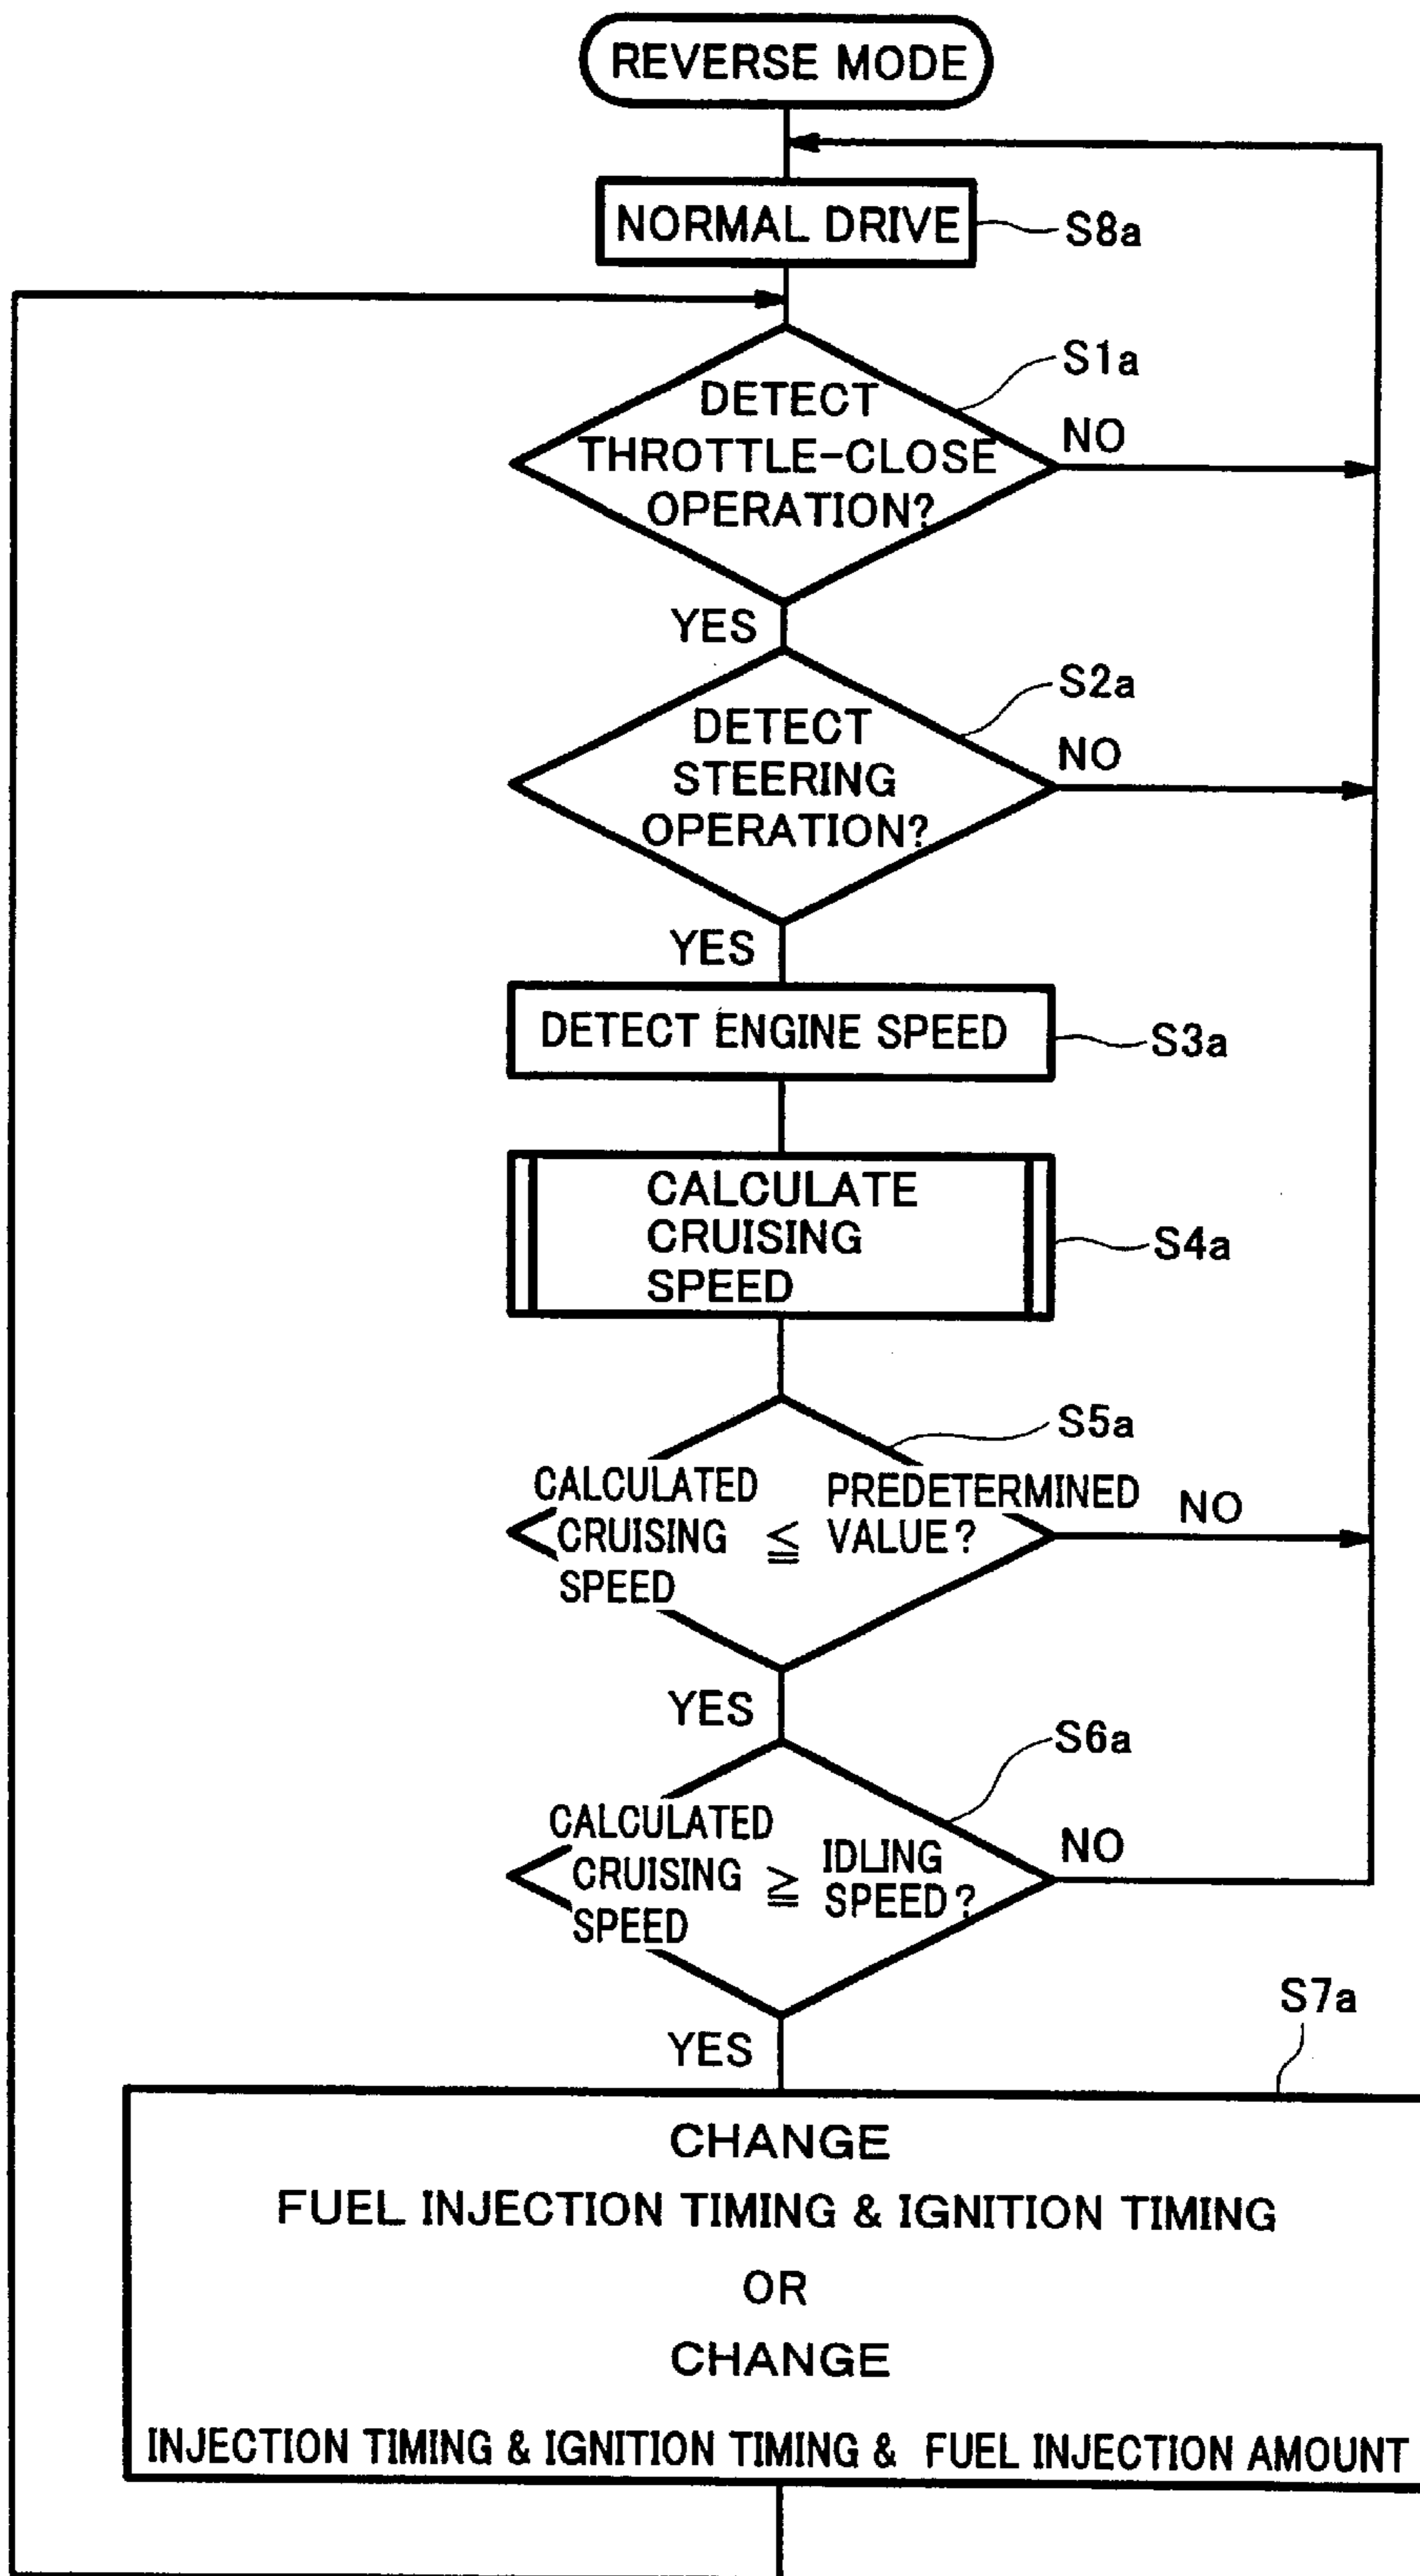 REVERSE MODE
NORMAL DRIVE
S8a
S1a
DETECT
THROTTLE-CLOSE
OPERATION?
NO
YES
S2a
DETECT
STEERING
OPERATION?
NO
YES
DETECT ENGINE SPEED
S3a
CALCULATE
CRUISING
SPEED
S4a
S5a
CALCULATED
CRUISING
SPEED
≦
PREDETERMINED
VALUE?
NO
YES
S6a
CALCULATED
CRUISING
SPEED
≧
IDLING
SPEED?
NO
YES
S7a
CHANGE
FUEL INJECTION TIMING & IGNITION TIMING
OR
CHANGE
INJECTION TIMING & IGNITION TIMING & FUEL INJECTION AMOUNT